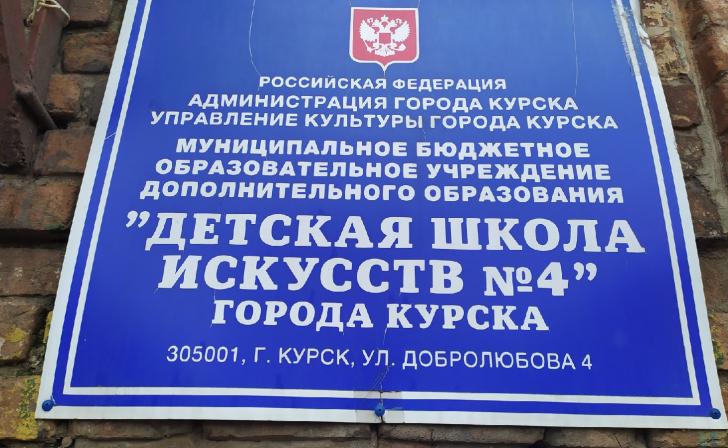 РОССИЙСКАЯ ФЕДЕРАЦИЯ
АДМИНИСТРАЦИЯ ГОРОДА КУРСКА
УПРАВЛЕНИЕ КУЛЬТУРЫ ГОРОДА КУРСКА
МУНИЦИПАЛЬНОЕ БЮДЖЕТНОЕ
ОБРАЗОВАТЕЛЬНОЕ УЧРЕЖДЕНИЕ
ДОПОЛНИТЕЛЬНОГО ОБРАЗОВАНИЯ
"ДЕТСКАЯ ШКОЛА
ИСКУССТВ №4"
ГОРОДА КУРСКА
305001, Г. КУРСК, УЛ. ДОБРОЛЮБОВА 4